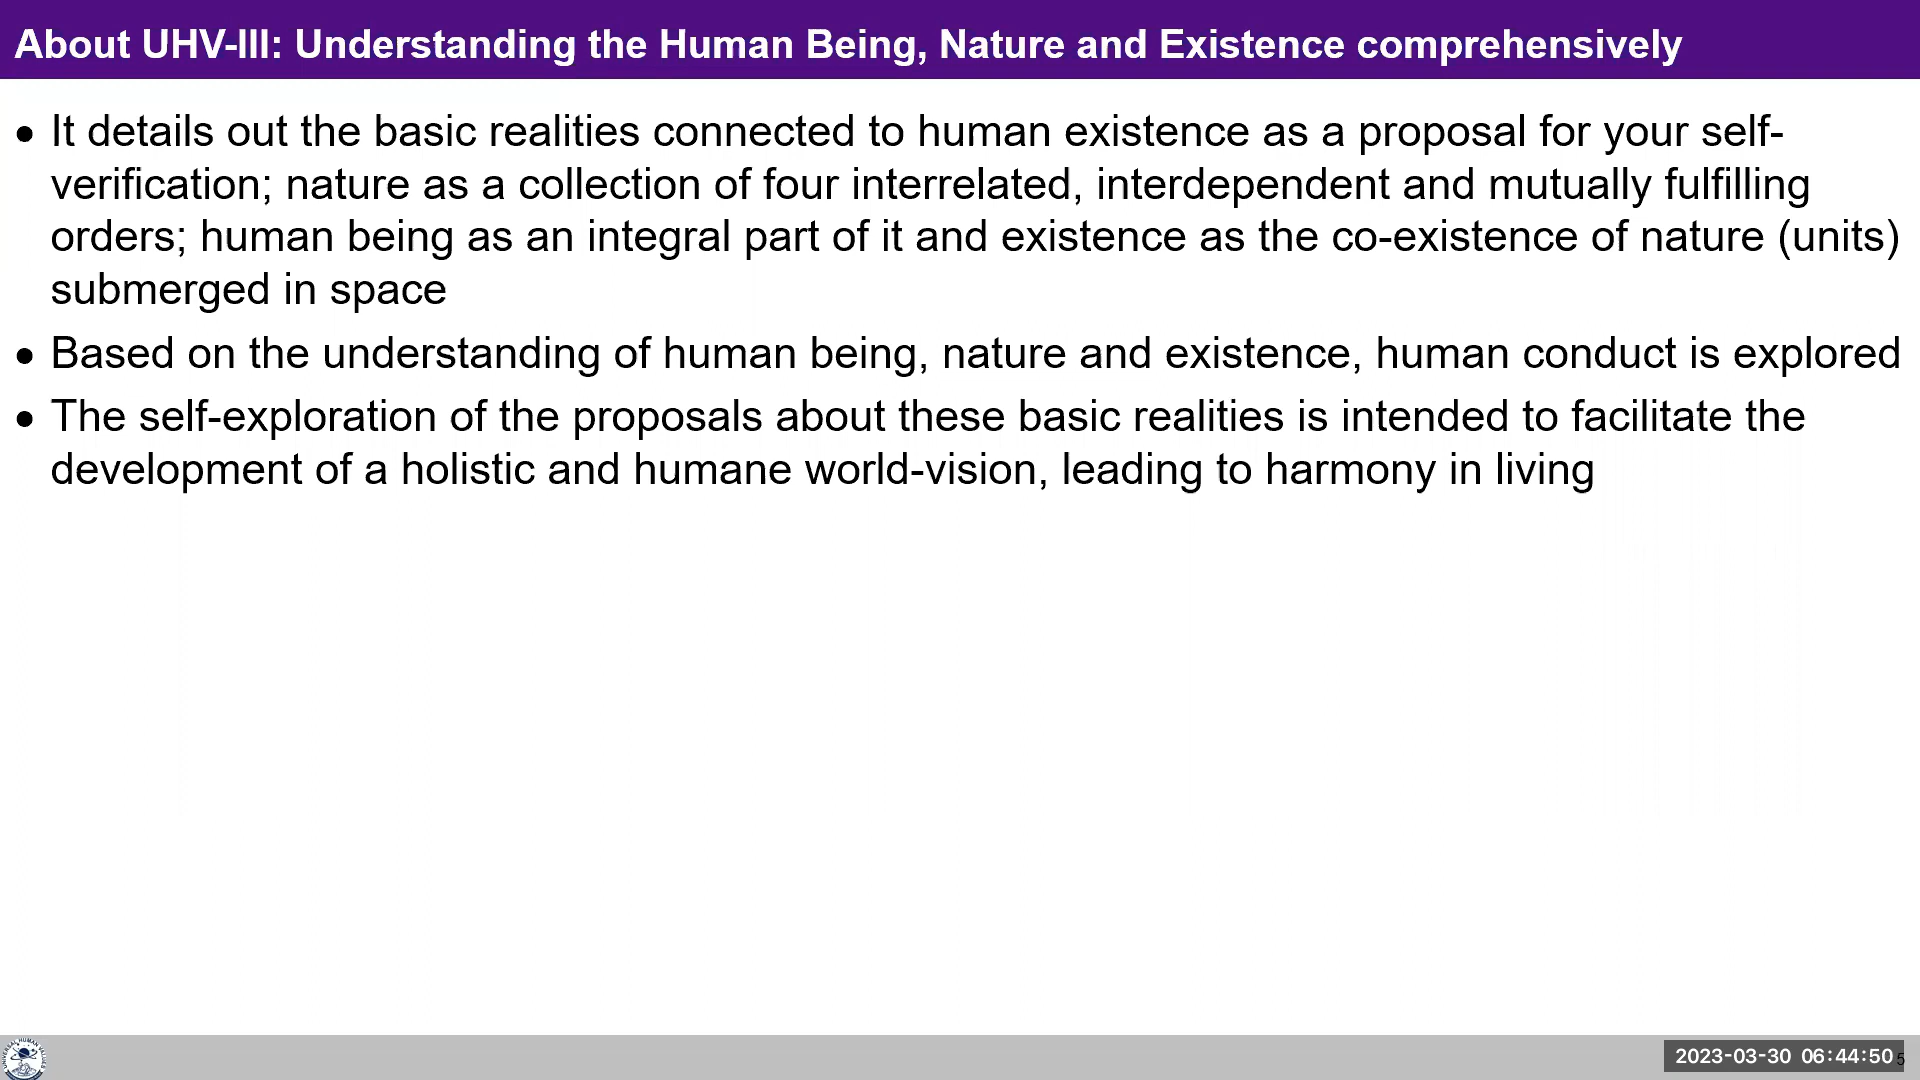 About UHV-III: Understanding the Human Being, Nature and Existence comprehensively
• It details out the basic realities connected to human existence as a proposal for your self-
verification; nature as a collection of four interrelated, interdependent and mutually fulfilling
orders; human being as an integral part of it and existence as the co-existence of nature (units)
submerged in space
• Based on the understanding of human being, nature and existence, human conduct is explored
• The self-exploration of the proposals about these basic realities is intended to facilitate the
development of a holistic and humane world-vision, leading to harmony in living
UNIVERSAL HUMAN VALUES
2023-03-30 06:44:50
5